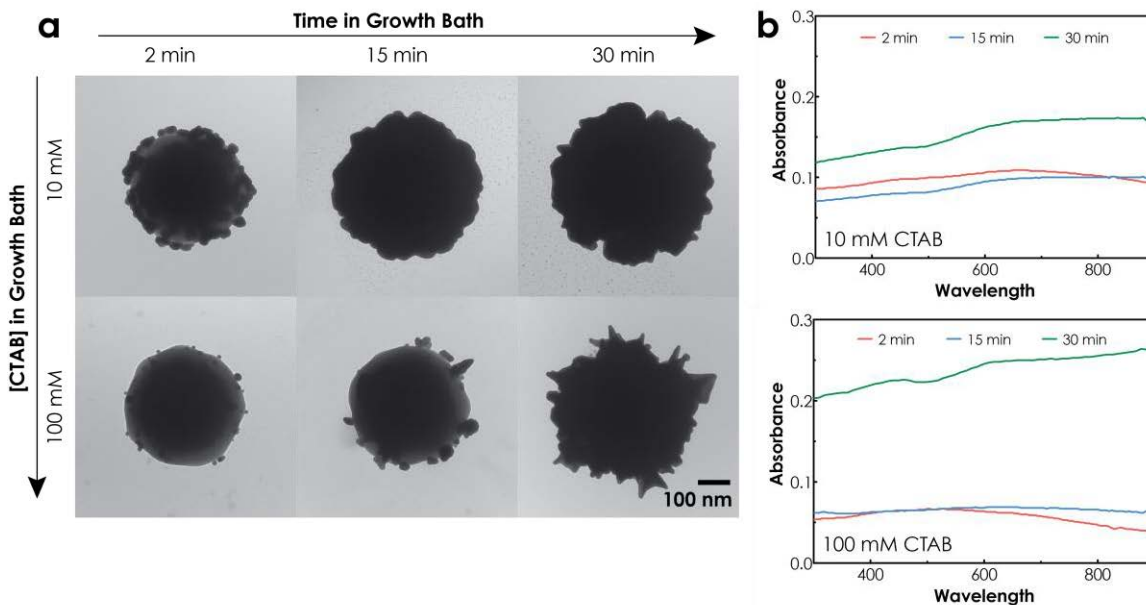 a
Time in Growth Bath
2 min 15 min 30 min
[CTAB] in Growth Bath
10 mM
100 mM
100 nm
b
2 min 15 min 30 min
Absorbance
0.3
0.2
0.1
0.0
10 mM CTAB
400 600 800
Wavelength
2 min 15 min 30 min
Absorbance
0.3
0.2
0.1
0.0
100 mM CTAB
400 600 800
Wavelength